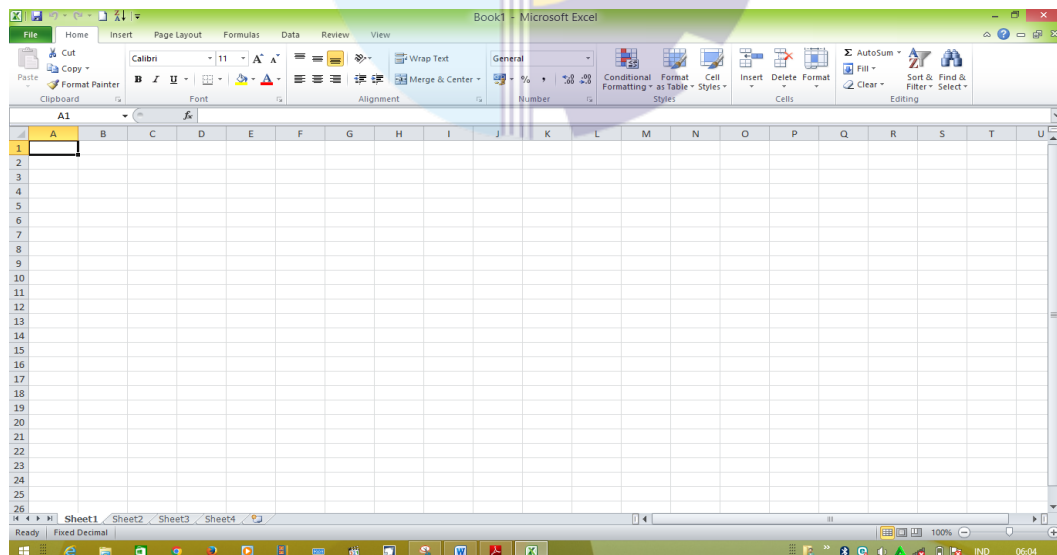 Book1 - Microsoft Excel
File Home Insert Page Layout Formulas Data Review View
Paste
Cut
Copy
Format Painter
Clipboard
Calibri 11
B I U
Font
Wrap Text
Merge & Center
Alignment
General
%
Number
Conditional Formatting
Format as Table
Cell Styles
Styles
Insert Delete Format
Cells
AutoSum
Fill
Clear
Sort & Filter
Find & Select
Editing
A1 fx
A B C D E F G H I J K L M N O P Q R S T U
1
2
3
4
5
6
7
8
9
10
11
12
13
14
15
16
17
18
19
20
21
22
23
24
25
26
Sheet1 Sheet2 Sheet3 Sheet4
Ready Fixed Decimal 100%
IND 06:04